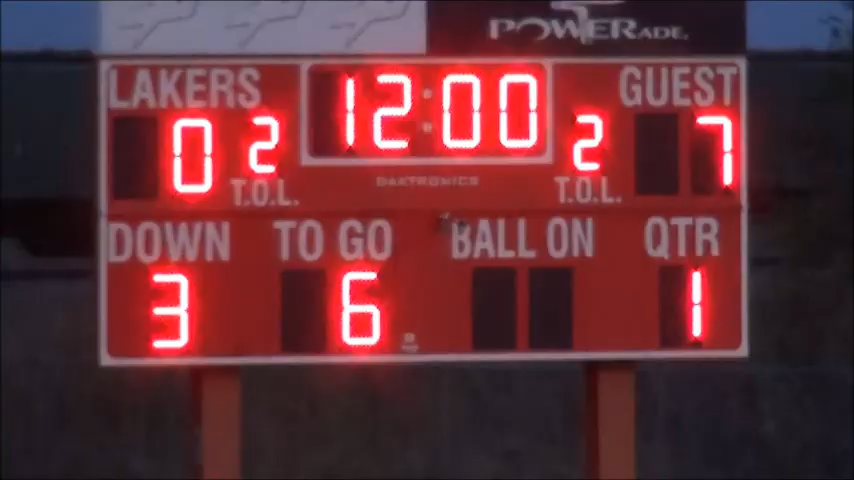 POWERADE.
LAKERS 12:00 GUEST
0 2 2 7
T.O.L. DAKTRONICS T.O.L.
DOWN TO GO BALL ON QTR
3 6 1